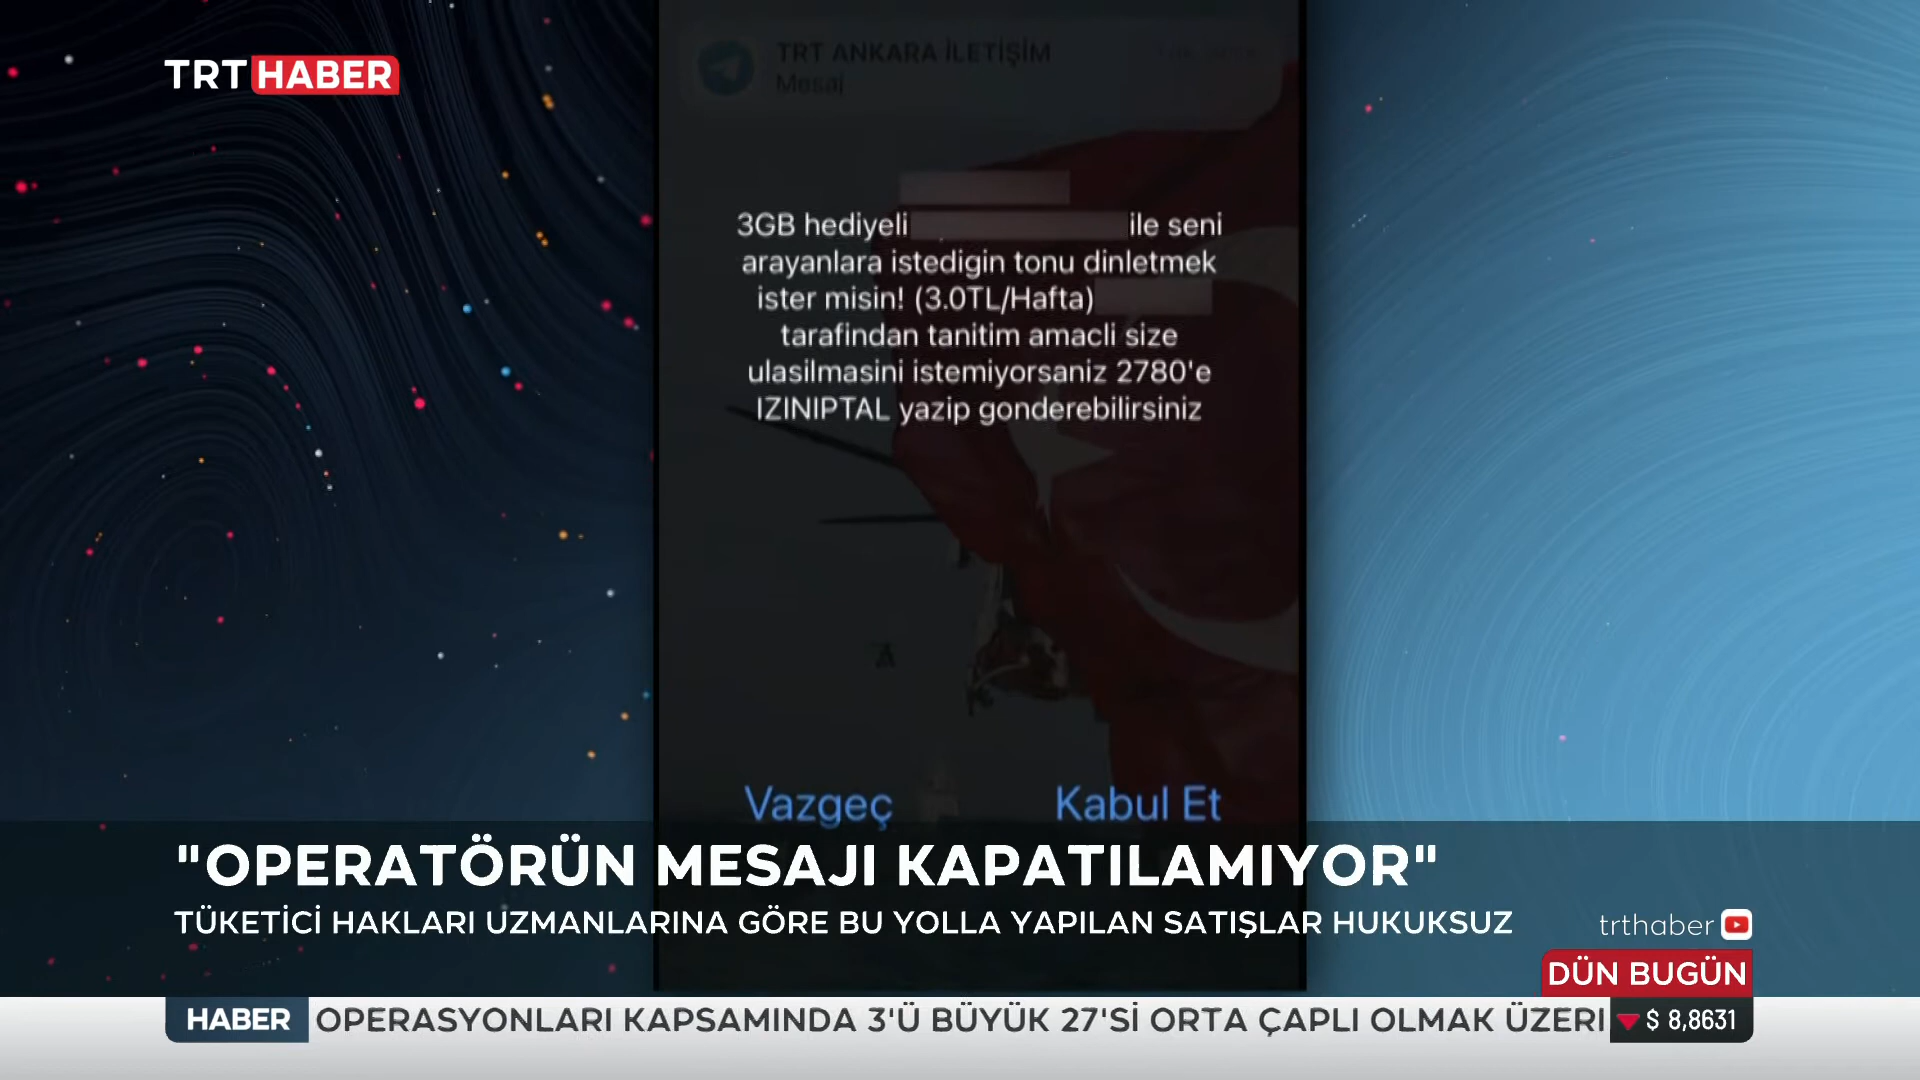 TRT HABER
TRT ANKARA İLETİŞİM
Mesaj
3GB hediyeli ile seni
arayanlara istedigin tonu dinletmek
ister misin! (3.0TL/Hafta)
tarafindan tanitim amacli size
ulasilmasini istemiyorsaniz 2780'e
IZINIPTAL yazip gonderebilirsiniz
Vazgeç Kabul Et
"OPERATÖRÜN MESAJI KAPATILAMIYOR"
TÜKETİCİ HAKLARI UZMANLARINA GÖRE BU YOLLA YAPILAN SATIŞLAR HUKUKSUZ
trthaber
DÜN BUGÜN
HABER OPERASYONLARI KAPSAMINDA 3'Ü BÜYÜK 27'Sİ ORTA ÇAPLI OLMAK ÜZERİ $ 8,8631